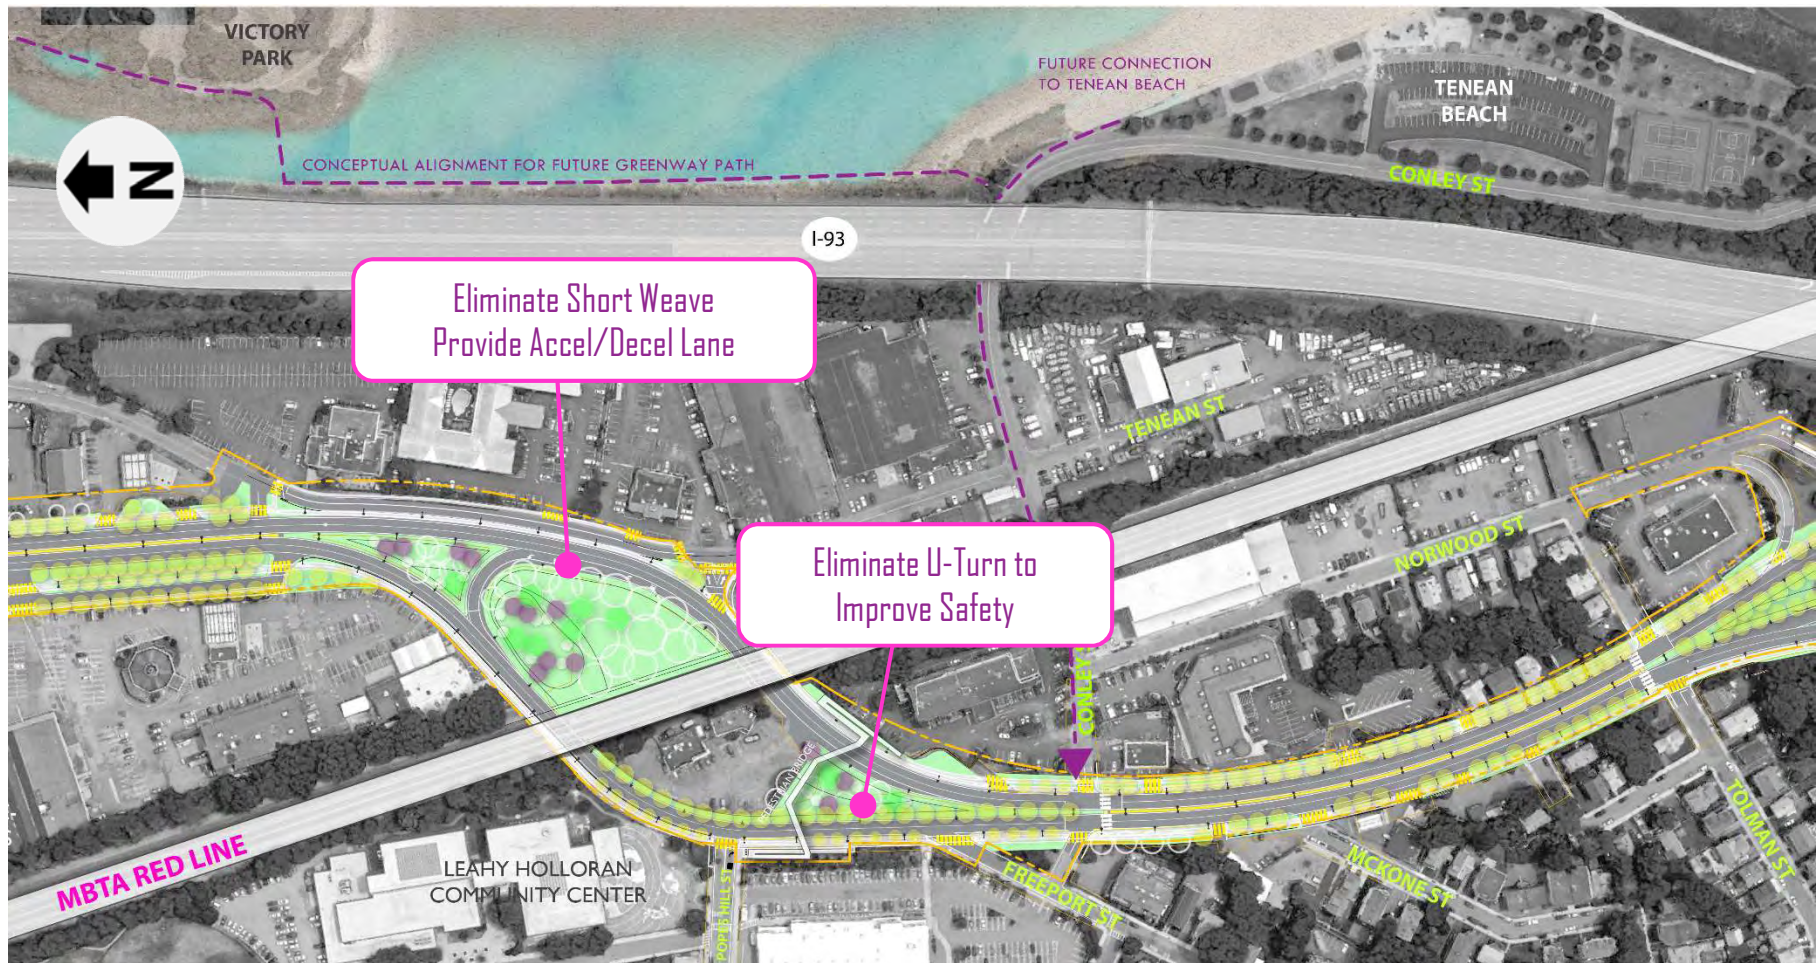 VICTORY
PARK
FUTURE CONNECTION
TO TENEAN BEACH
TENEAN
BEACH
N
CONCEPTUAL ALIGNMENT FOR FUTURE GREENWAY PATH
CONLEY ST
I-93
Eliminate Short Weave
Provide Accel/Decel Lane
TENEAN ST
NORWOOD ST
Eliminate U-Turn to
Improve Safety
CONLEY
PEDESTRIAN BRIDGE
TOLMAN ST
MBTA RED LINE
LEAHY HOLLORAN
COMMUNITY CENTER
POPES HILL ST
FREEPORT ST
MCKONE ST